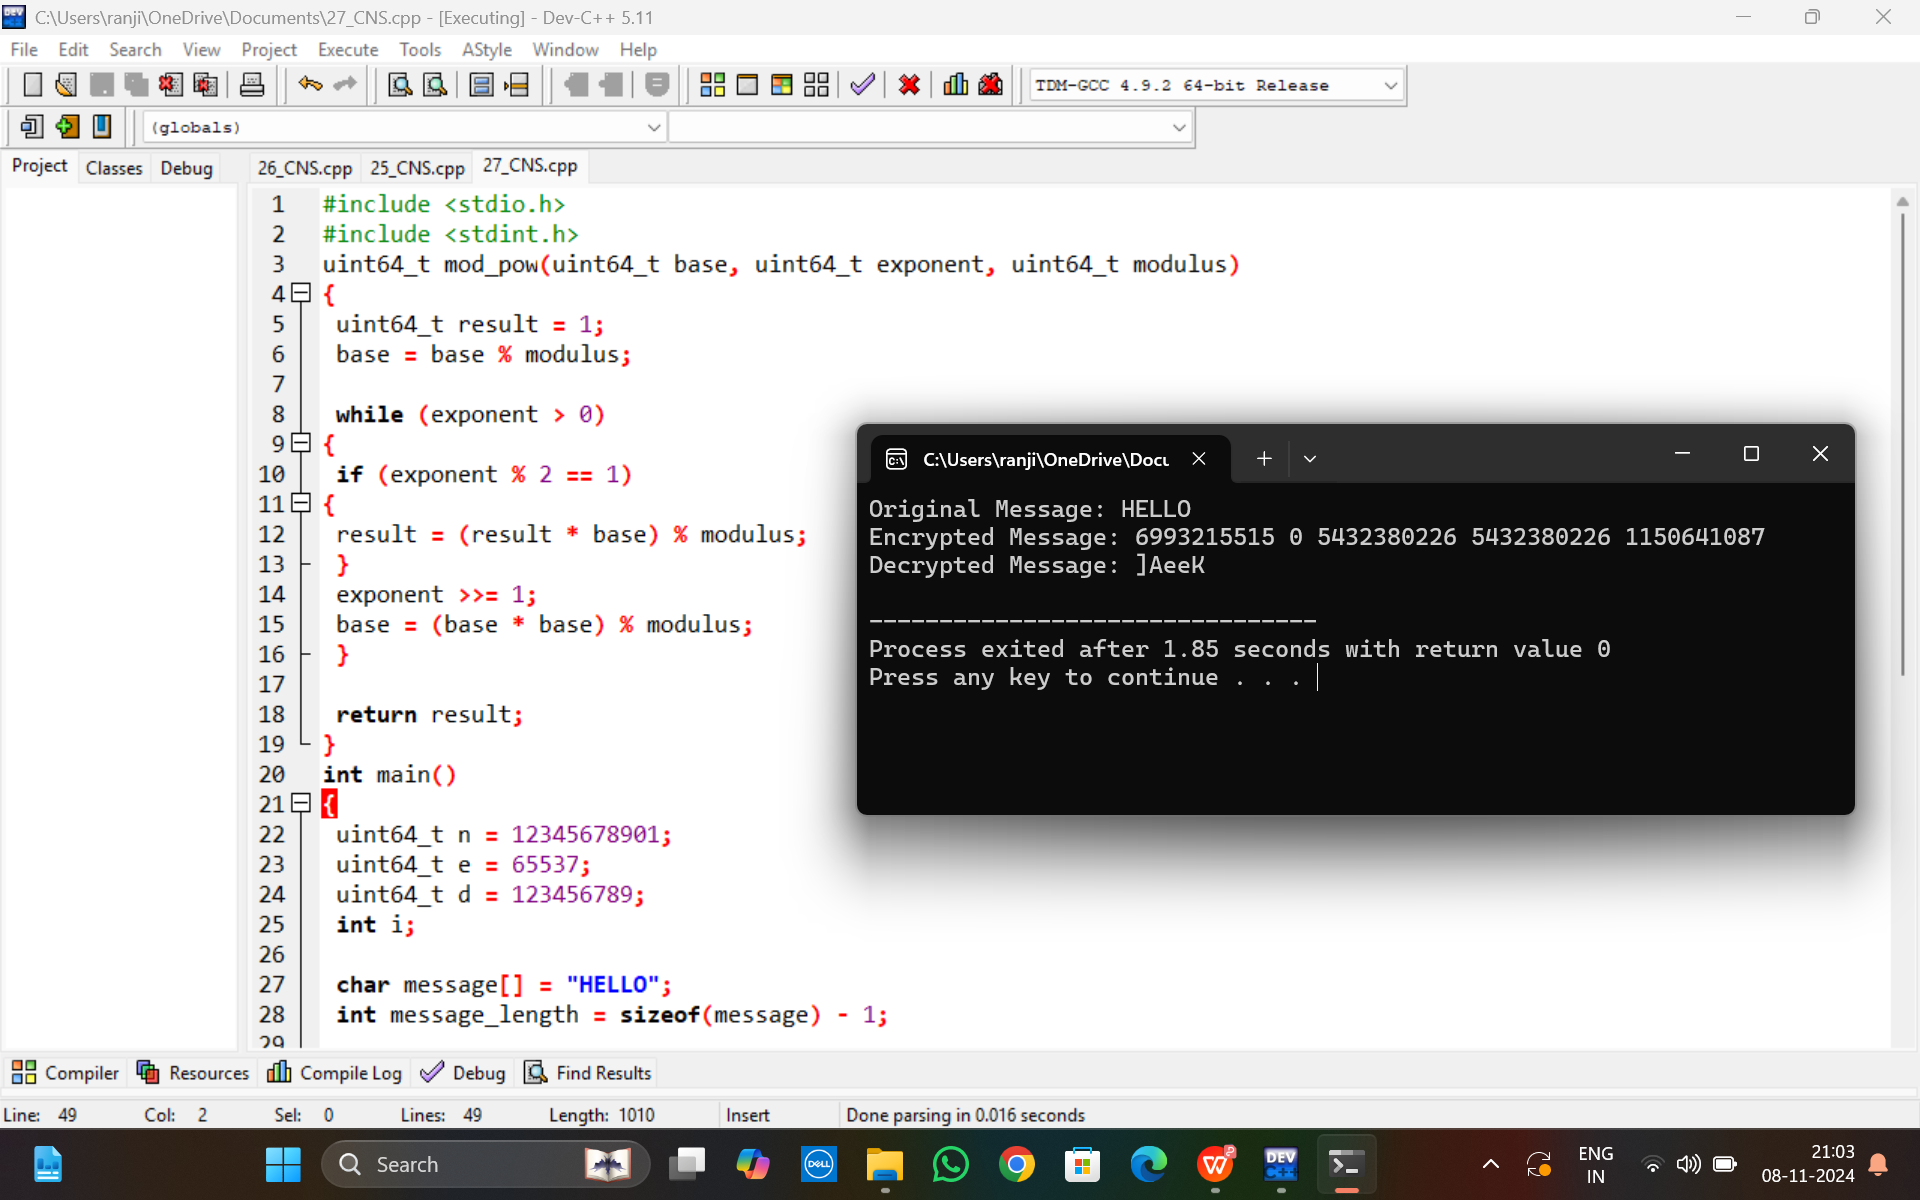 C:\Users\ranji\OneDrive\Documents\27_CNS.cpp - [Executing] - Dev-C++ 5.11
File Edit Search View Project Execute Tools AStyle Window Help
TDM-GCC 4.9.2 64-bit Release
(globals)
Project Classes Debug
26_CNS.cpp 25_CNS.cpp 27_CNS.cpp
1 #include <stdio.h>
2 #include <stdint.h>
3 uint64_t mod_pow(uint64_t base, uint64_t exponent, uint64_t modulus)
4 {
5 uint64_t result = 1;
6 base = base % modulus;
7
8 while (exponent > 0)
9 {
10 if (exponent % 2 == 1)
11 {
12 result = (result * base) % modulus;
13 }
14 exponent >>= 1;
15 base = (base * base) % modulus;
16 }
17
18 return result;
19 }
20 int main()
21 {
22 uint64_t n = 12345678901;
23 uint64_t e = 65537;
24 uint64_t d = 123456789;
25 int i;
26
27 char message[] = "HELLO";
28 int message_length = sizeof(message) - 1;
29
C:\Users\ranji\OneDrive\Docu
Original Message: HELLO
Encrypted Message: 6993215515 0 5432380226 5432380226 1150641087
Decrypted Message: ]AeeK
--------------------------------
Process exited after 1.85 seconds with return value 0
Press any key to continue . . .
Compiler Resources Compile Log Debug Find Results
Line: 49 Col: 2 Sel: 0 Lines: 49 Length: 1010 Insert Done parsing in 0.016 seconds
Search
DELL
DEV C++
ENG
IN
21:03
08-11-2024